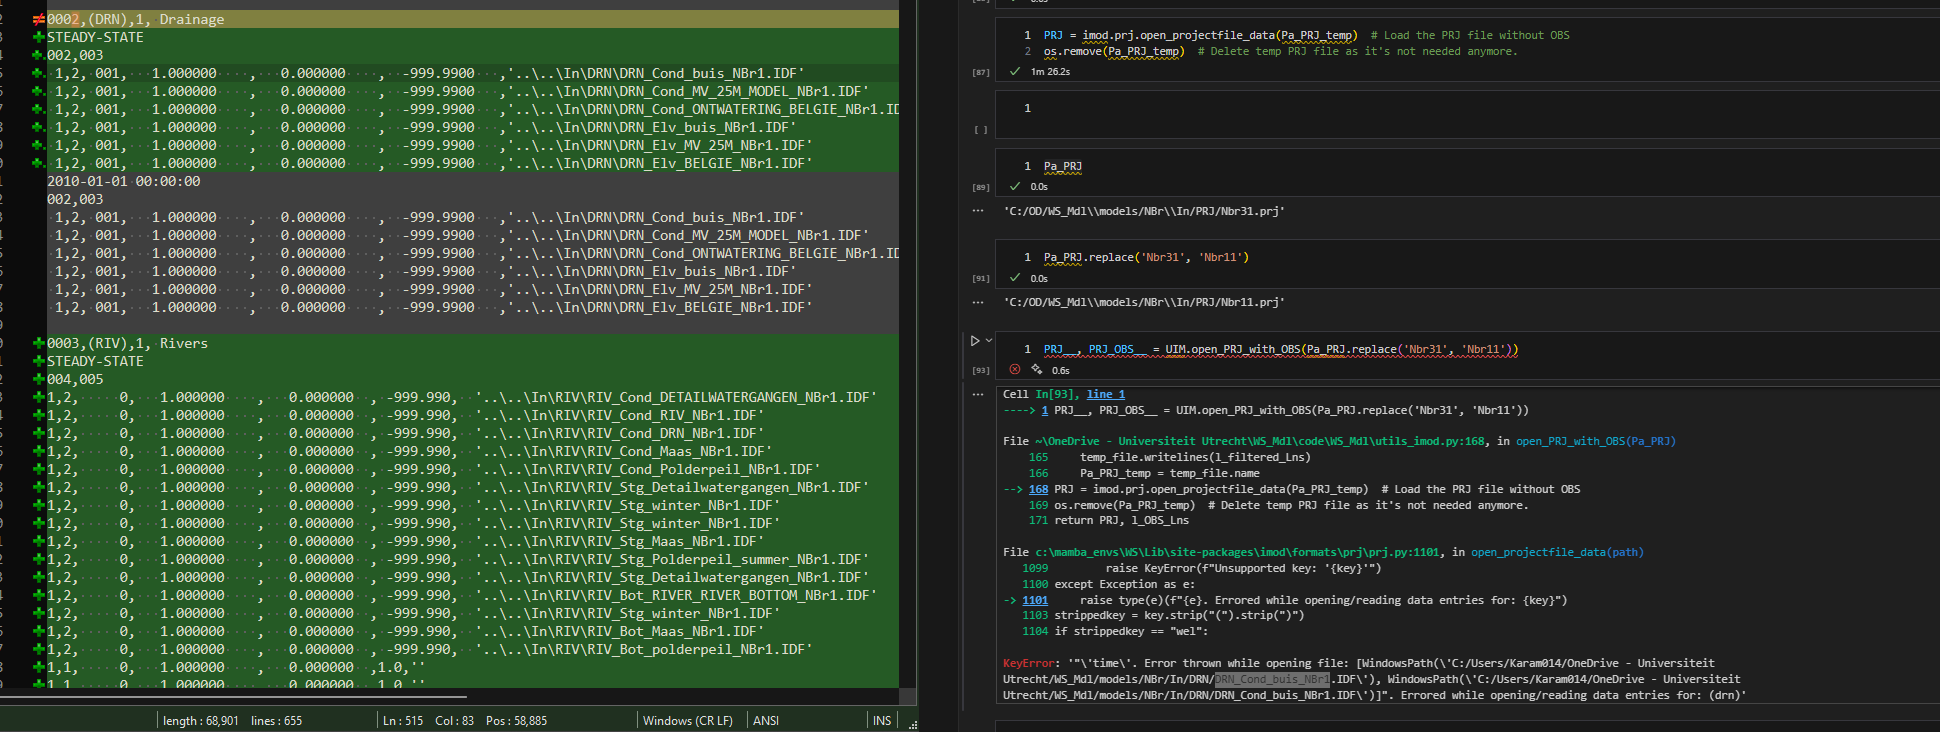 0002,(DRN),1, Drainage
STEADY-STATE
002,003
1,2, 001, 1.000000 , 0.000000 , -999.9900 ,'..\..\In\DRN\DRN_Cond_buis_NBr1.IDF'
1,2, 001, 1.000000 , 0.000000 , -999.9900 ,'..\..\In\DRN\DRN_Cond_MV_25M_MODEL_NBr1.IDF'
1,2, 001, 1.000000 , 0.000000 , -999.9900 ,'..\..\In\DRN\DRN_Cond_ONTWATERING_BELGIE_NBr1.ID
1,2, 001, 1.000000 , 0.000000 , -999.9900 ,'..\..\In\DRN\DRN_Elv_buis_NBr1.IDF'
1,2, 001, 1.000000 , 0.000000 , -999.9900 ,'..\..\In\DRN\DRN_Elv_MV_25M_NBr1.IDF'
1,2, 001, 1.000000 , 0.000000 , -999.9900 ,'..\..\In\DRN\DRN_Elv_BELGIE_NBr1.IDF'
2010-01-01 00:00:00
002,003
1,2, 001, 1.000000 , 0.000000 , -999.9900 ,'..\..\In\DRN\DRN_Cond_buis_NBr1.IDF'
1,2, 001, 1.000000 , 0.000000 , -999.9900 ,'..\..\In\DRN\DRN_Cond_MV_25M_MODEL_NBr1.IDF'
1,2, 001, 1.000000 , 0.000000 , -999.9900 ,'..\..\In\DRN\DRN_Cond_ONTWATERING_BELGIE_NBr1.ID
1,2, 001, 1.000000 , 0.000000 , -999.9900 ,'..\..\In\DRN\DRN_Elv_buis_NBr1.IDF'
1,2, 001, 1.000000 , 0.000000 , -999.9900 ,'..\..\In\DRN\DRN_Elv_MV_25M_NBr1.IDF'
1,2, 001, 1.000000 , 0.000000 , -999.9900 ,'..\..\In\DRN\DRN_Elv_BELGIE_NBr1.IDF'
0003,(RIV),1, Rivers
STEADY-STATE
004,005
1,2, 0, 1.000000 , 0.000000 , -999.990, '..\..\In\RIV\RIV_Cond_DETAILWATERGANGEN_NBr1.IDF'
1,2, 0, 1.000000 , 0.000000 , -999.990, '..\..\In\RIV\RIV_Cond_RIV_NBr1.IDF'
1,2, 0, 1.000000 , 0.000000 , -999.990, '..\..\In\RIV\RIV_Cond_DRN_NBr1.IDF'
1,2, 0, 1.000000 , 0.000000 , -999.990, '..\..\In\RIV\RIV_Cond_Maas_NBr1.IDF'
1,2, 0, 1.000000 , 0.000000 , -999.990, '..\..\In\RIV\RIV_Cond_Polderpeil_NBr1.IDF'
1,2, 0, 1.000000 , 0.000000 , -999.990, '..\..\In\RIV\RIV_Stg_Detailwatergangen_NBr1.IDF'
1,2, 0, 1.000000 , 0.000000 , -999.990, '..\..\In\RIV\RIV_Stg_winter_NBr1.IDF'
1,2, 0, 1.000000 , 0.000000 , -999.990, '..\..\In\RIV\RIV_Stg_winter_NBr1.IDF'
1,2, 0, 1.000000 , 0.000000 , -999.990, '..\..\In\RIV\RIV_Stg_Maas_NBr1.IDF'
1,2, 0, 1.000000 , 0.000000 , -999.990, '..\..\In\RIV\RIV_Stg_Polderpeil_summer_NBr1.IDF'
1,2, 0, 1.000000 , 0.000000 , -999.990, '..\..\In\RIV\RIV_Stg_Detailwatergangen_NBr1.IDF'
1,2, 0, 1.000000 , 0.000000 , -999.990, '..\..\In\RIV\RIV_Bot_RIVER_RIVER_BOTTOM_NBr1.IDF'
1,2, 0, 1.000000 , 0.000000 , -999.990, '..\..\In\RIV\RIV_Stg_winter_NBr1.IDF'
1,2, 0, 1.000000 , 0.000000 , -999.990, '..\..\In\RIV\RIV_Bot_Maas_NBr1.IDF'
1,2, 0, 1.000000 , 0.000000 , -999.990, '..\..\In\RIV\RIV_Bot_polderpeil_NBr1.IDF'
1,1, 0, 1.000000 , 0.000000 ,1.0,''
1,1, 0, 1.000000 , 0.000000 ,1.0,''
length : 68,901 lines : 655 Ln : 515 Col : 83 Pos : 58,885 Windows (CR LF) ANSI INS
1 PRJ = imod.prj.open_projectfile_data(Pa_PRJ_temp) # Load the PRJ file without OBS
2 os.remove(Pa_PRJ_temp) # Delete temp PRJ file as it's not needed anymore.
[87] 1m 26.2s
1
[ ]
1 Pa_PRJ
[89] 0.0s
'C:/OD/WS_Mdl\\models/NBr\\In/PRJ/Nbr31.prj'
1 Pa_PRJ.replace('Nbr31', 'Nbr11')
[91] 0.0s
'C:/OD/WS_Mdl\\models/NBr\\In/PRJ/Nbr11.prj'
1 PRJ__, PRJ_OBS__ = UIM.open_PRJ_with_OBS(Pa_PRJ.replace('Nbr31', 'Nbr11'))
[93] 0.6s
Cell In[93], line 1
----> 1 PRJ__, PRJ_OBS__ = UIM.open_PRJ_with_OBS(Pa_PRJ.replace('Nbr31', 'Nbr11'))
File ~\OneDrive - Universiteit Utrecht\WS_Mdl\code\WS_Mdl\utils_imod.py:168, in open_PRJ_with_OBS(Pa_PRJ)
165 temp_file.writelines(l_filtered_Lns)
166 Pa_PRJ_temp = temp_file.name
--> 168 PRJ = imod.prj.open_projectfile_data(Pa_PRJ_temp) # Load the PRJ file without OBS
169 os.remove(Pa_PRJ_temp) # Delete temp PRJ file as it's not needed anymore.
171 return PRJ, l_OBS_Lns
File c:\mamba_envs\WS\Lib\site-packages\imod\formats\prj\prj.py:1101, in open_projectfile_data(path)
1099 raise KeyError(f"Unsupported key: '{key}'")
1100 except Exception as e:
-> 1101 raise type(e)(f"{e}. Errored while opening/reading data entries for: {key}")
1103 strippedkey = key.strip("(").strip(")")
1104 if strippedkey == "wel":
KeyError: '"\'time\'. Error thrown while opening file: [WindowsPath(\'C:/Users/Karam014/OneDrive - Universiteit
Utrecht/WS_Mdl/models/NBr/In/DRN/DRN_Cond_buis_NBr1.IDF\'), WindowsPath(\'C:/Users/Karam014/OneDrive - Universiteit
Utrecht/WS_Mdl/models/NBr/In/DRN/DRN_Cond_buis_NBr1.IDF\')]". Errored while opening/reading data entries for: (drn)'